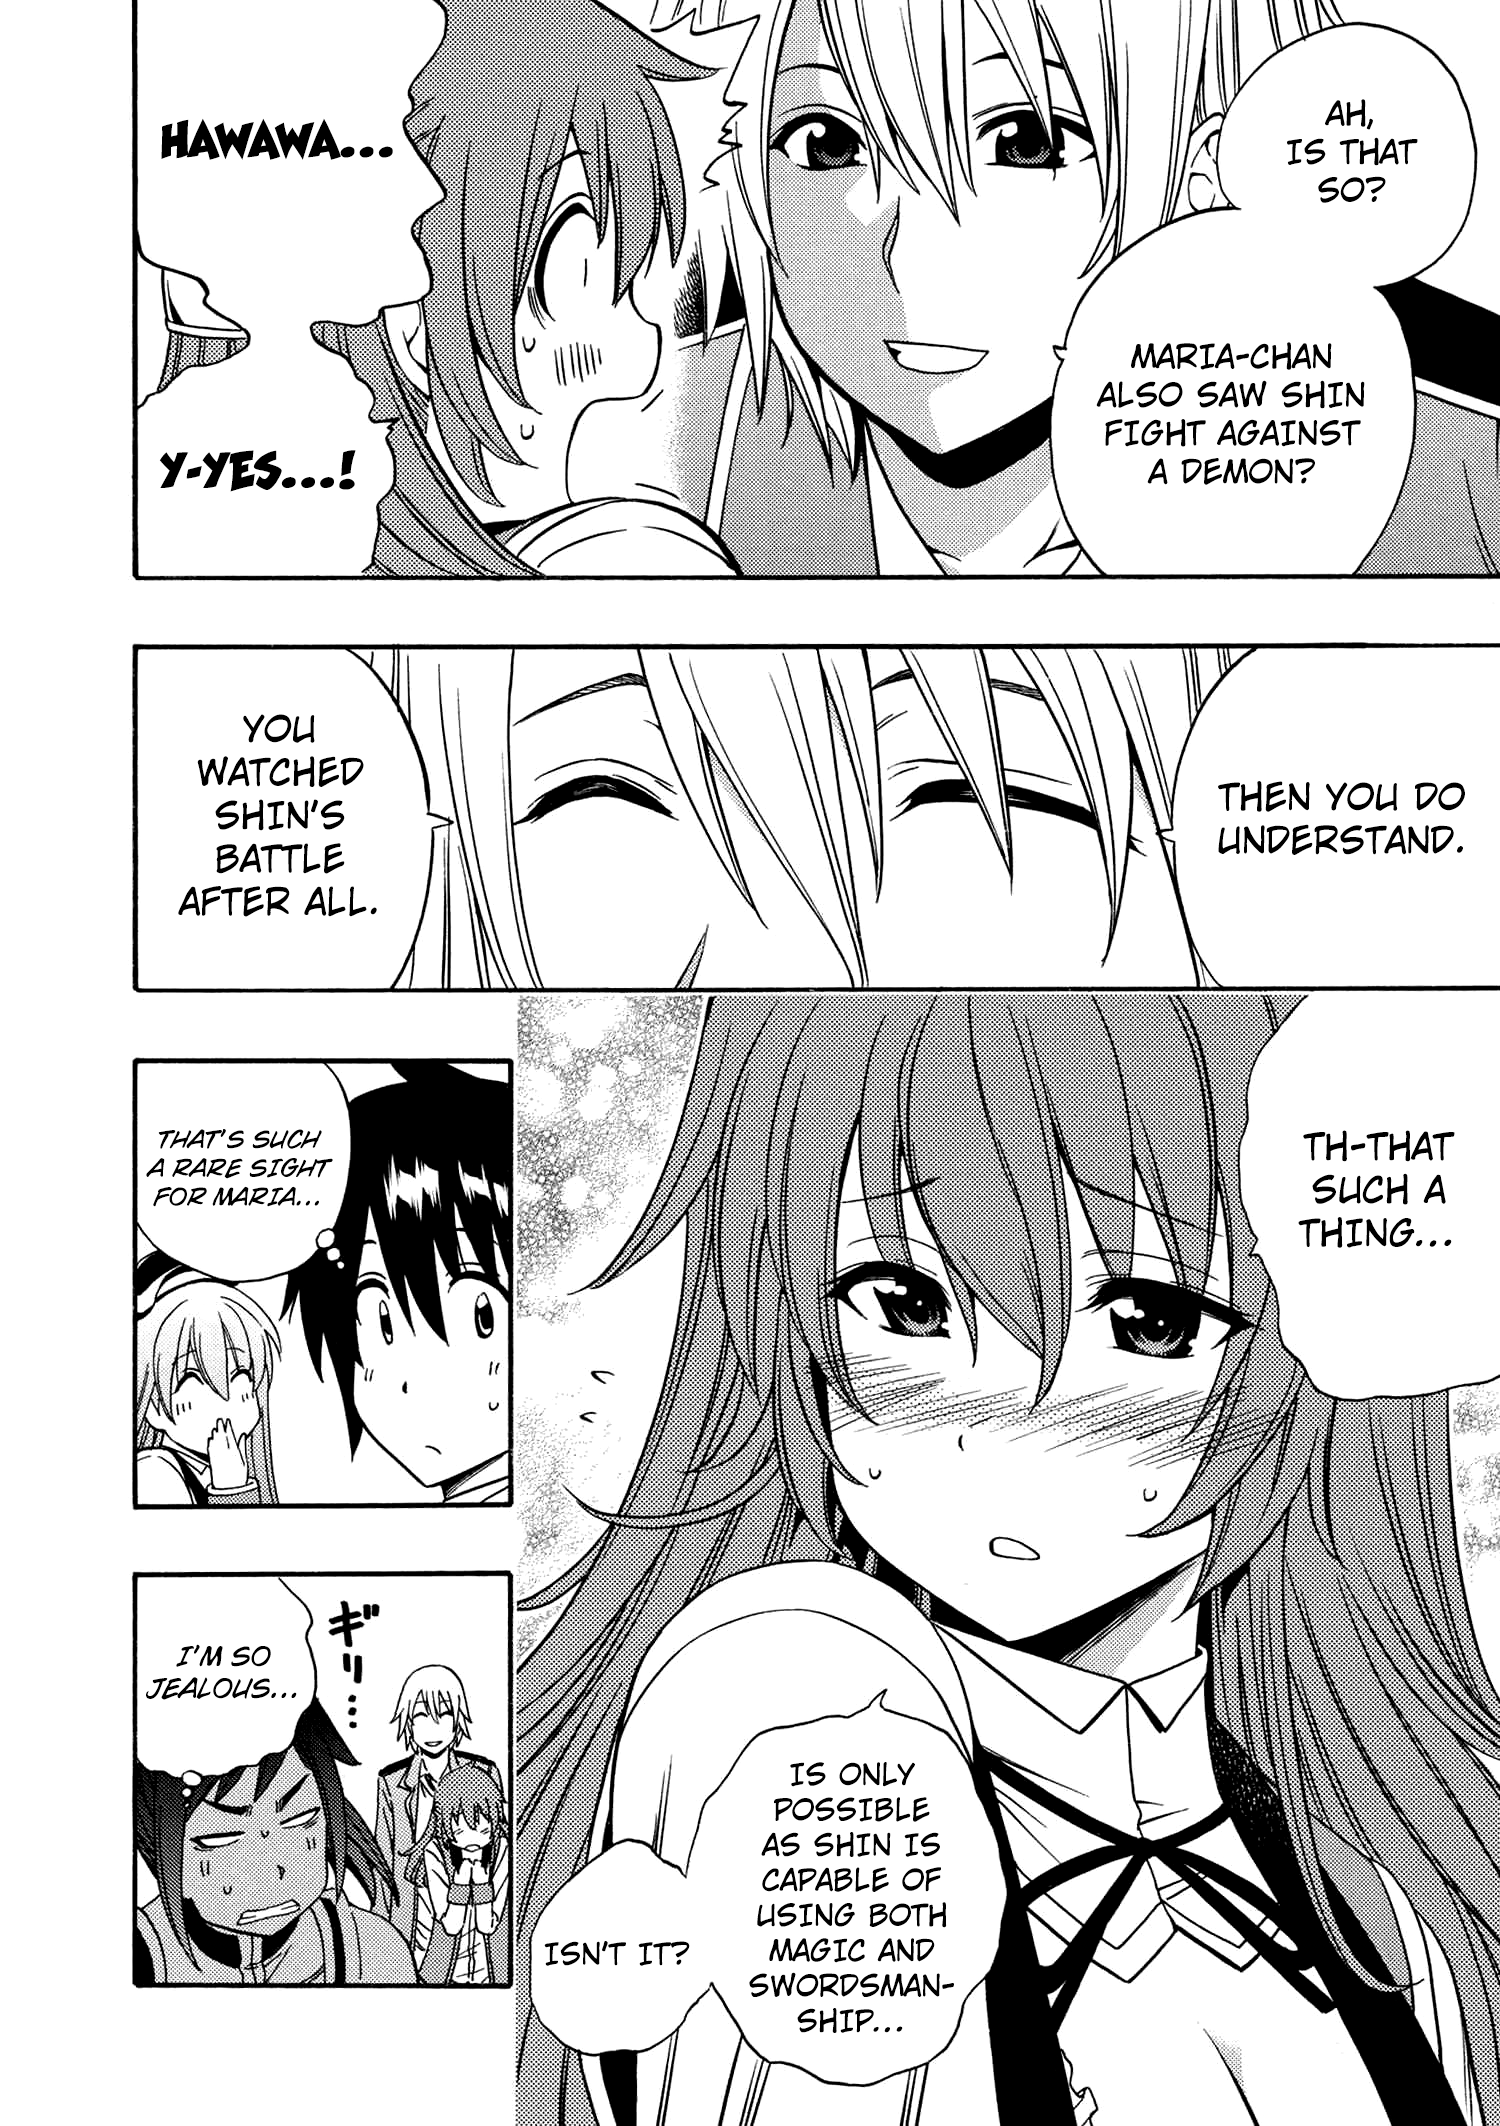 AH,
IS THAT
SO?
MARIA-CHAN
ALSO SAW SHIN
FIGHT AGAINST
A DEMON?
HAWAWA...
Y-YES...!
THEN YOU DO
UNDERSTAND.
YOU
WATCHED
SHIN'S
BATTLE
AFTER ALL.
TH-THAT
SUCH A
THING...
IS ONLY
POSSIBLE
AS SHIN IS
CAPABLE OF
USING BOTH
MAGIC AND
SWORDSMAN-
SHIP...
ISN'T IT?
THAT'S SUCH
A RARE SIGHT
FOR MARIA...
ギリ…
I'M SO
JEALOUS...